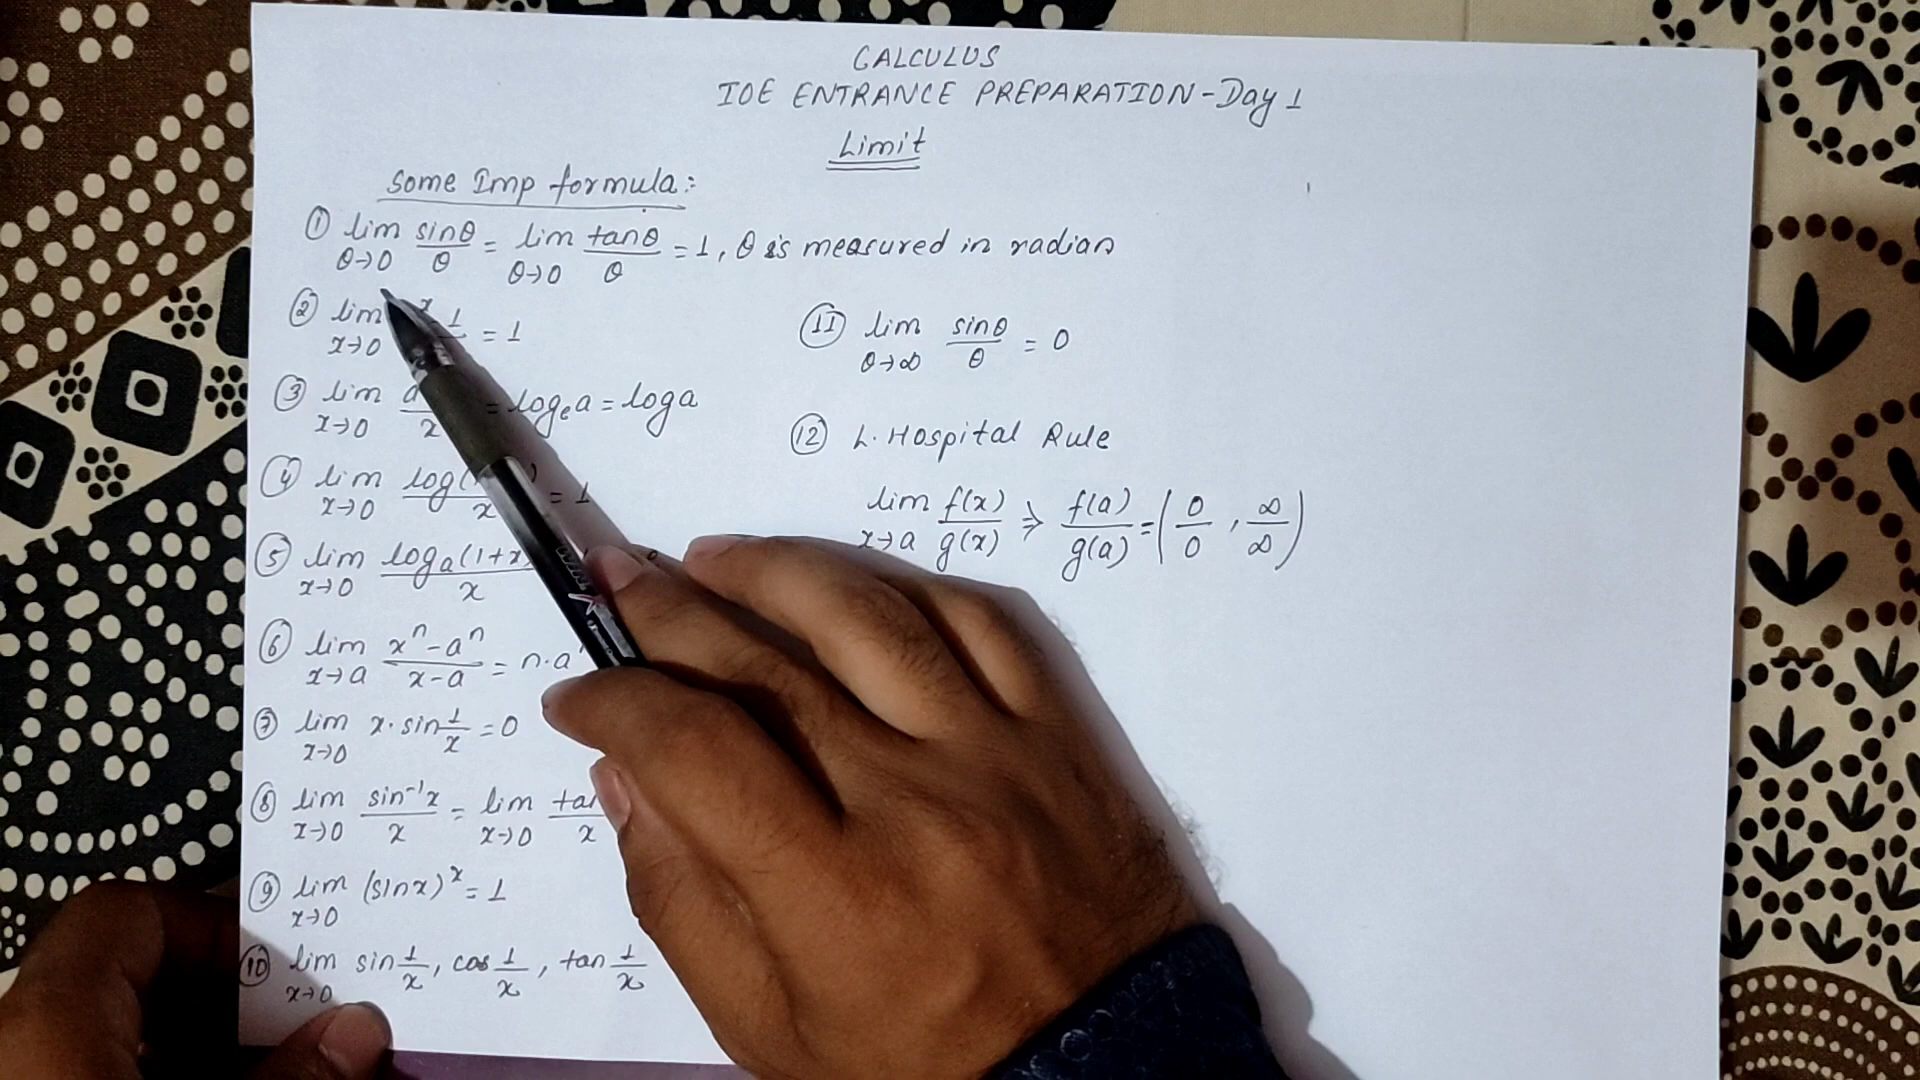 CALCULUS
IOE ENTRANCE PREPARATION - Day 1
Limit
Some Imp formula:
① lim θ→0 sinθ/θ = lim θ→0 tanθ/θ = 1, θ is measured in radian
② lim x→0 x-1 = 1
③ lim x→0 a/x = logₑa = loga
④ lim x→0 log(/x = 1
⑤ lim x→0 logₐ(1+x/x
⑥ lim x→a xⁿ-aⁿ/x-a = n·a
⑦ lim x→0 x·sin 1/x = 0
⑧ lim x→0 sin⁻¹x/x = lim x→0 ta/x
⑨ lim x→0 (sinx)ˣ = 1
⑩ lim x→0 sin 1/x, cos 1/x, tan 1/x
⑪ lim θ→∞ sinθ/θ = 0
⑫ L. Hospital Rule
lim x→a f(x)/g(x) ⇒ f(a)/g(a) = (0/0, ∞/∞)